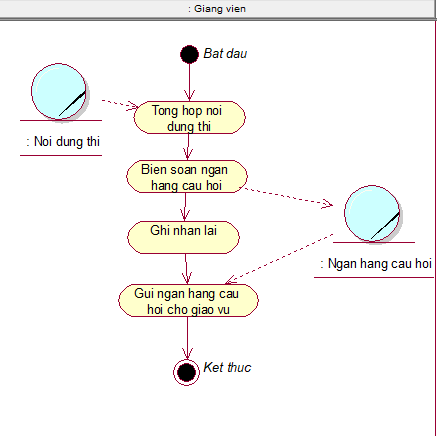 : Giang vien
Bat dau
Tong hop noi
dung thi
: Noi dung thi
Bien soan ngan
hang cau hoi
Ghi nhan lai
: Ngan hang cau hoi
Gui ngan hang cau
hoi cho giao vu
Ket thuc